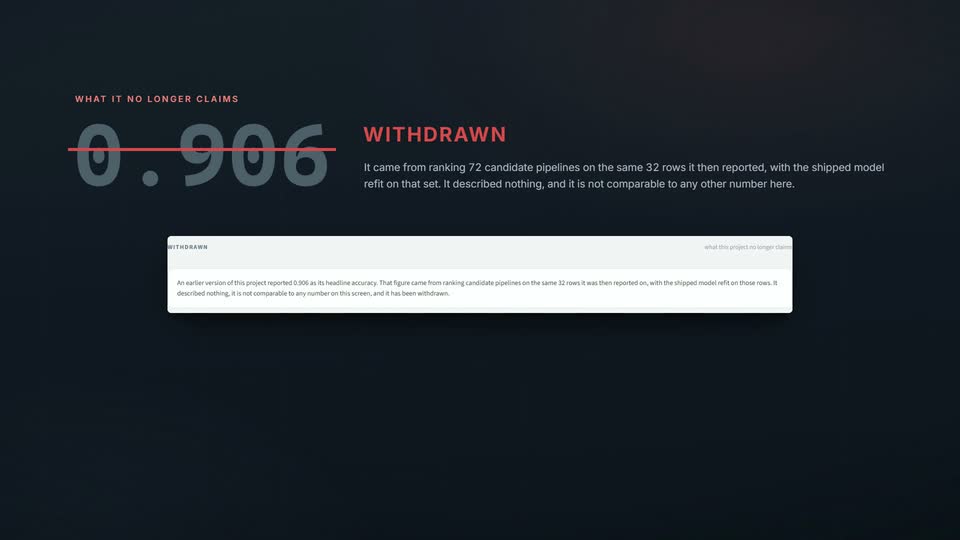 WHAT IT NO LONGER CLAIMS
0.906
WITHDRAWN
It came from ranking 72 candidate pipelines on the same 32 rows it then reported, with the shipped model
refit on that set. It described nothing, and it is not comparable to any other number here.
WITHDRAWN
what this project no longer claims
An earlier version of this project reported 0.906 as its headline accuracy. That figure came from ranking candidate pipelines on the same 32 rows it was then reported on, with the shipped model refit on those rows. It
described nothing, it is not comparable to any number on this screen, and it has been withdrawn.